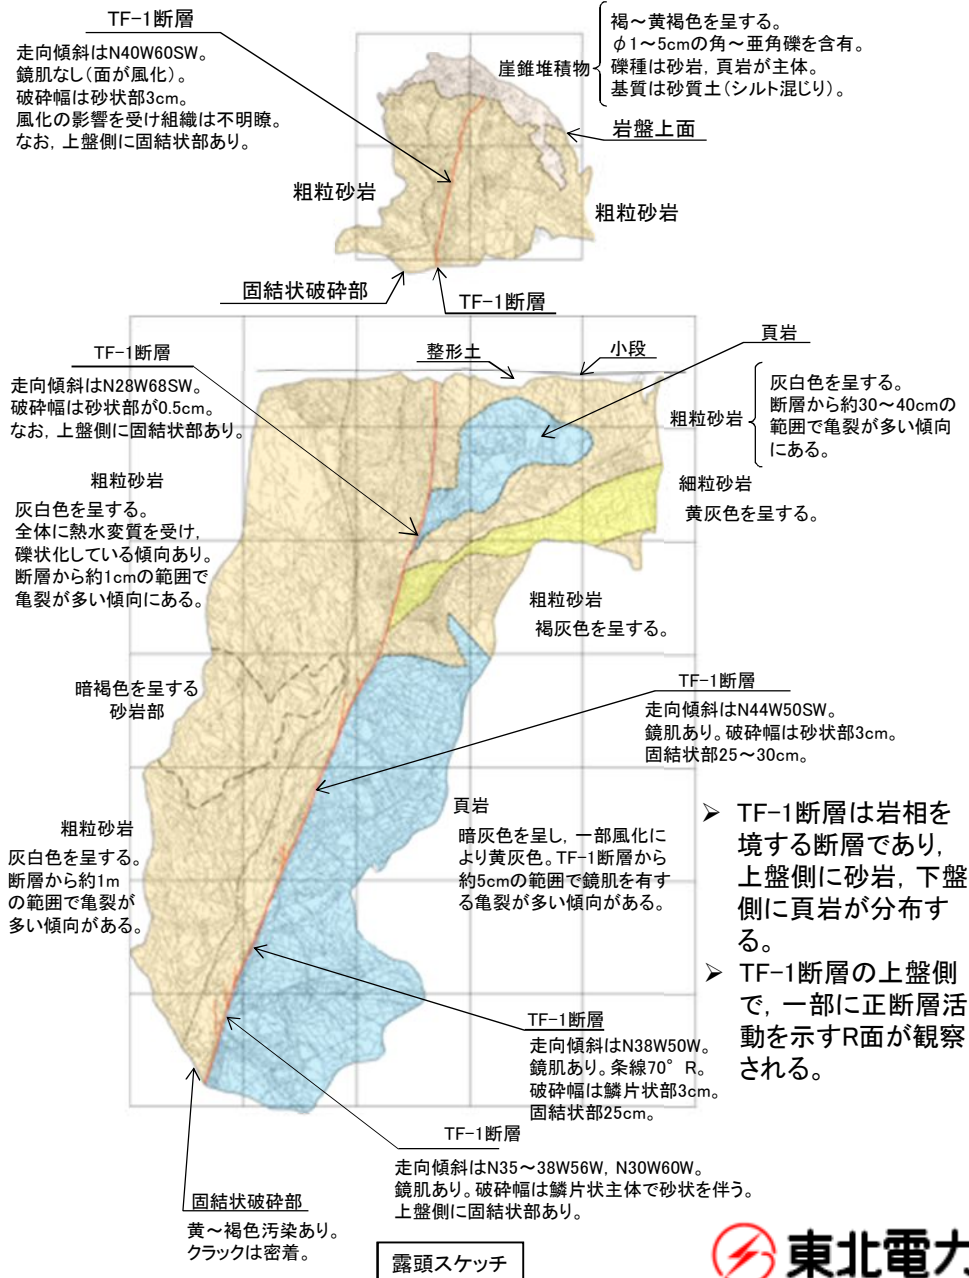 TF-1断層
走向傾斜はN40W60SW。
鏡肌なし(面が風化)。
破砕幅は砂状部3cm。
風化の影響を受け組織は不明瞭。
なお, 上盤側に固結状部あり。
崖錐堆積物
褐～黄褐色を呈する。
φ1～5cmの角～亜角礫を含有。
礫種は砂岩, 頁岩が主体。
基質は砂質土(シルト混じり)。
岩盤上面
粗粒砂岩
粗粒砂岩
固結状破砕部
TF-1断層
TF-1断層
走向傾斜はN28W68SW。
破砕幅は砂状部が0.5cm。
なお, 上盤側に固結状部あり。
整形土
小段
頁岩
粗粒砂岩
灰白色を呈する。
断層から約30～40cmの
範囲で亀裂が多い傾向
にある。
粗粒砂岩
灰白色を呈する。
全体に熱水変質を受け,
礫状化している傾向あり。
断層から約1cmの範囲で
亀裂が多い傾向にある。
細粒砂岩
黄灰色を呈する。
粗粒砂岩
褐灰色を呈する。
暗褐色を呈する
砂岩部
TF-1断層
走向傾斜はN44W50SW。
鏡肌あり。破砕幅は砂状部3cm。
固結状部25～30cm。
粗粒砂岩
灰白色を呈する。
断層から約1m
の範囲で亀裂が
多い傾向がある。
頁岩
暗灰色を呈し, 一部風化に
より黄灰色。TF-1断層から
約5cmの範囲で鏡肌を有す
る亀裂が多い傾向がある。
➢ TF-1断層は岩相を
境する断層であり,
上盤側に砂岩, 下盤
側に頁岩が分布す
る。
➢ TF-1断層の上盤側
で, 一部に正断層活
動を示すR面が観察
される。
TF-1断層
走向傾斜はN38W50W。
鏡肌あり。条線70° R。
破砕幅は鱗片状部3cm。
固結状部25cm。
TF-1断層
走向傾斜はN35～38W56W, N30W60W。
鏡肌あり。破砕幅は鱗片状主体で砂状を伴う。
上盤側に固結状部あり。
固結状破砕部
黄～褐色汚染あり。
クラックは密着。
露頭スケッチ
東北電力